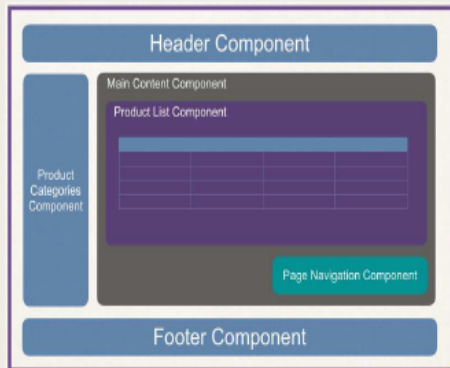 Header Component
Main Content Component
Product List Component
Product
Categories
Component
Page Navigation Component
Footer Component